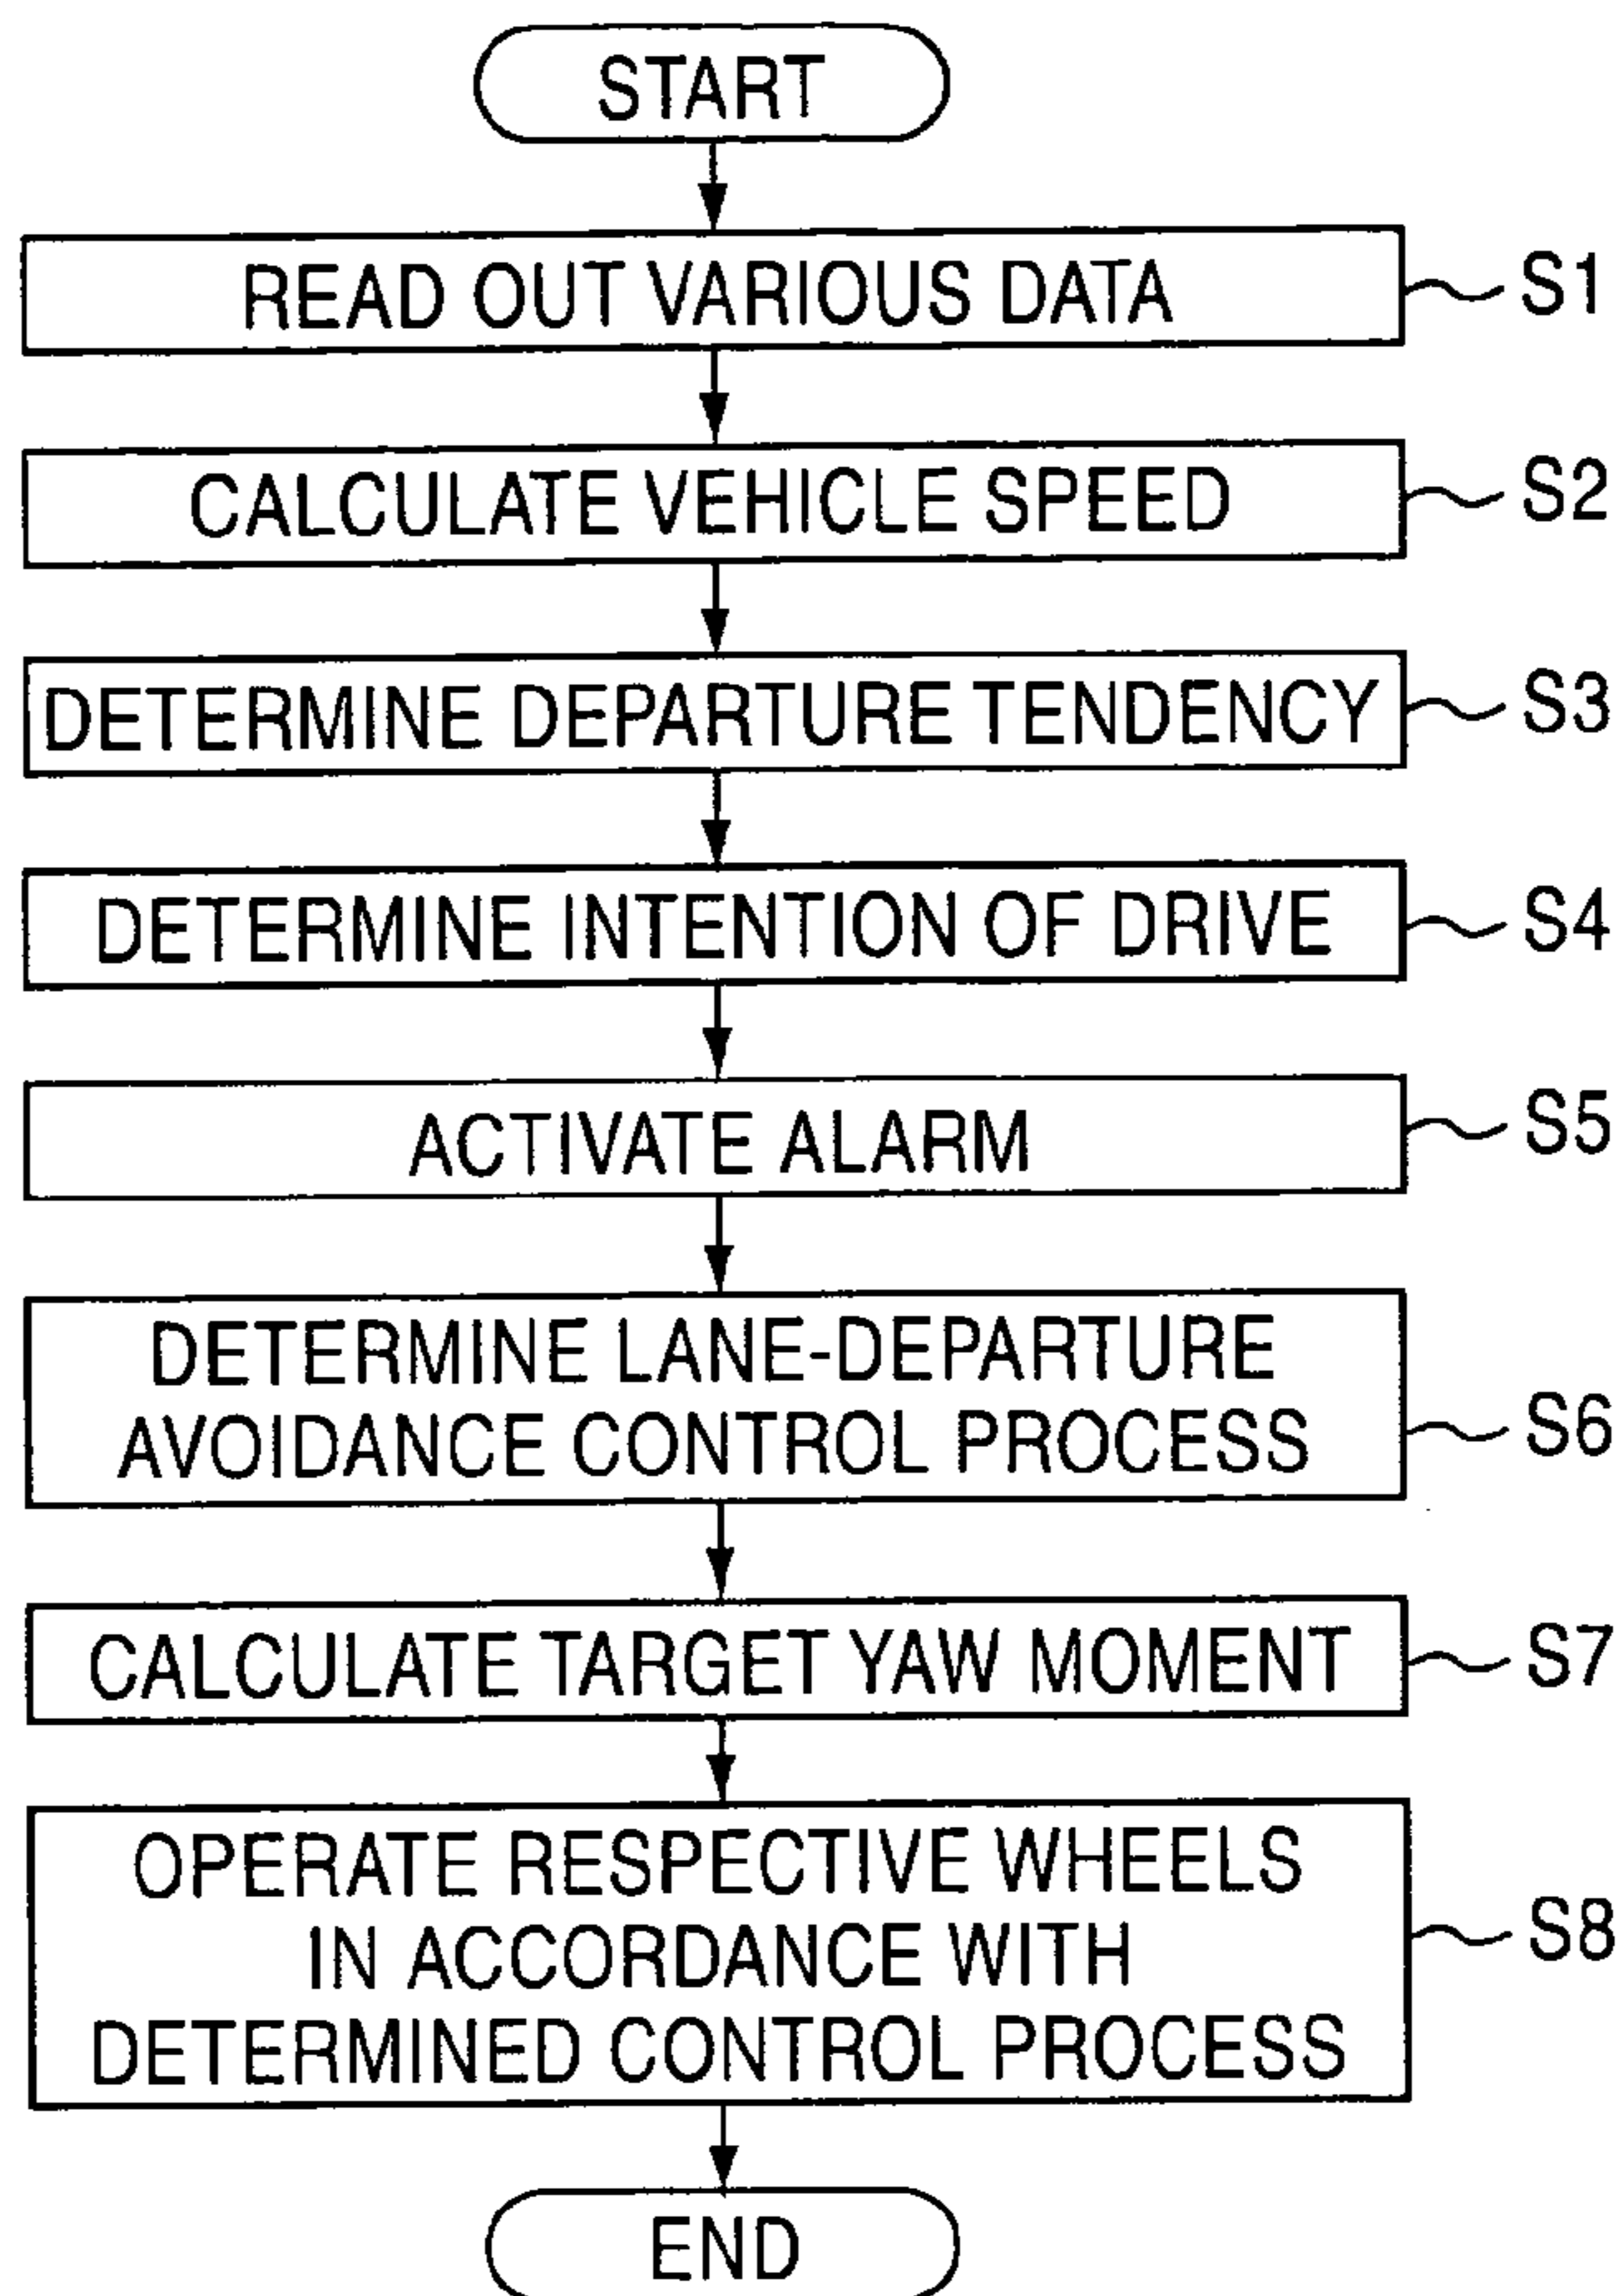 START
READ OUT VARIOUS DATA
S1
CALCULATE VEHICLE SPEED
S2
DETERMINE DEPARTURE TENDENCY
S3
DETERMINE INTENTION OF DRIVE
S4
ACTIVATE ALARM
S5
DETERMINE LANE-DEPARTURE
AVOIDANCE CONTROL PROCESS
S6
CALCULATE TARGET YAW MOMENT
S7
OPERATE RESPECTIVE WHEELS
IN ACCORDANCE WITH
DETERMINED CONTROL PROCESS
S8
END